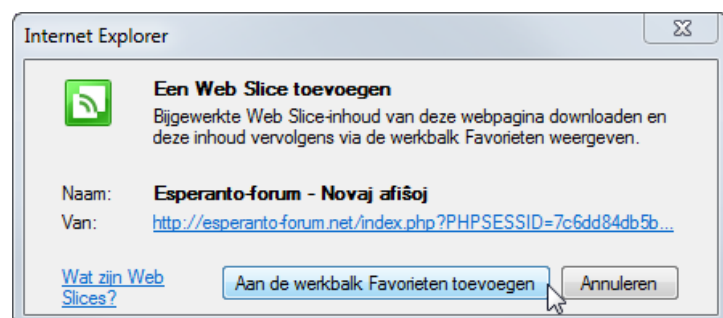 Internet Explorer
Een Web Slice toevoegen
Bijgewerkte Web Slice-inhoud van deze webpagina downloaden en
deze inhoud vervolgens via de werkbalk Favorieten weergeven.
Naam: Esperanto-forum - Novaj afiŝoj
Van: http://esperanto-forum.net/index.php?PHPSESSID=7c6dd84db5b...
Wat zijn Web
Slices?
Aan de werkbalk Favorieten toevoegen Annuleren